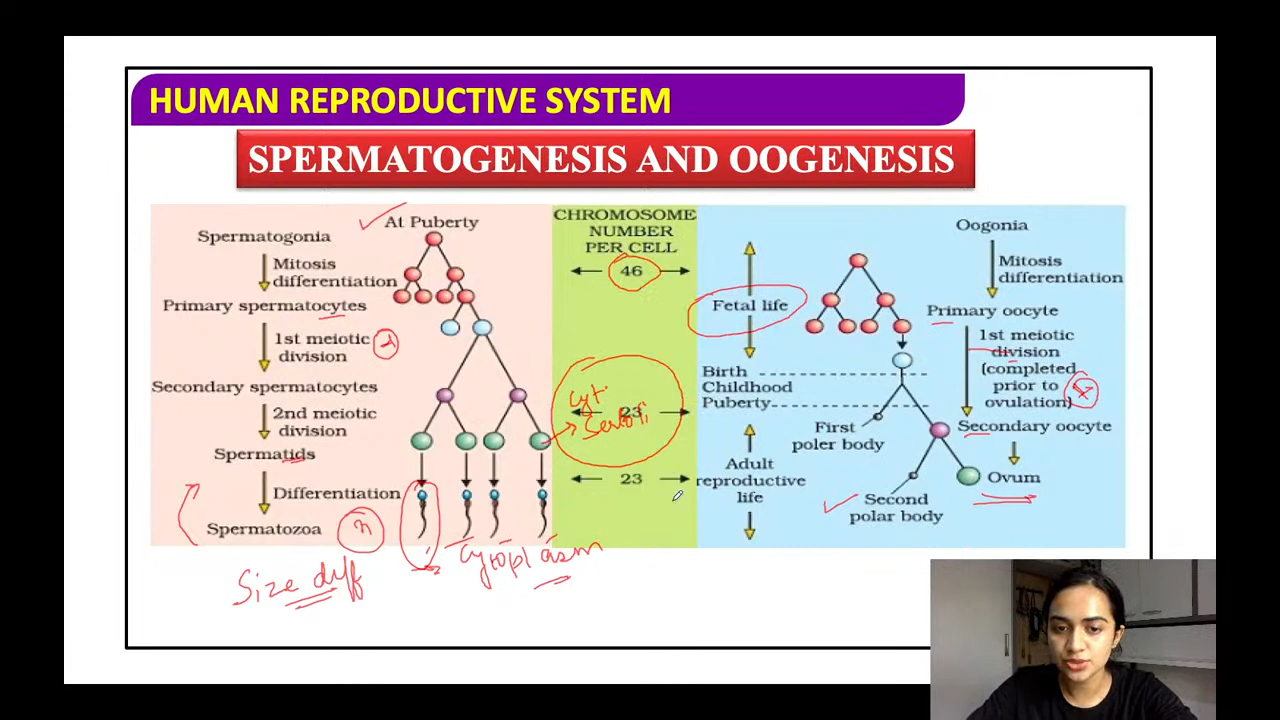 HUMAN REPRODUCTIVE SYSTEM
SPERMATOGENESIS AND OOGENESIS
At Puberty
Spermatogonia
Mitosis
differentiation
Primary spermatocytes
1st meiotic
division
Secondary spermatocytes
2nd meiotic
division
Spermatids
Differentiation
Spermatozoa
n
Size diff
Cytoplasm
CHROMOSOME
NUMBER
PER CELL
46
Cyt.
23
Sertoli
23
Fetal life
Birth
Childhood
Puberty
Adult
reproductive
life
First
poler body
Second
polar body
Oogonia
Mitosis
differentiation
Primary oocyte
1st meiotic
division
(completed
prior to
ovulation)
Secondary oocyte
Ovum